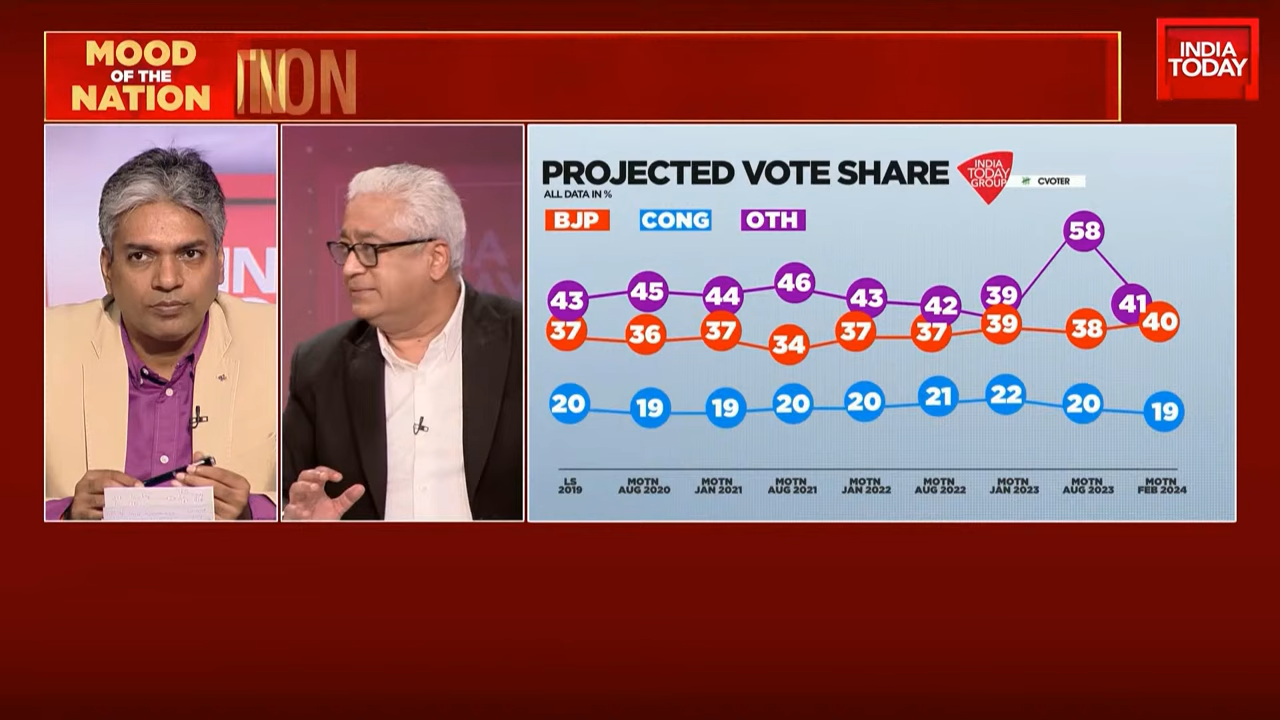 MOOD
OF THE
NATION
INDIA
TODAY
PROJECTED VOTE SHARE
INDIA
TODAY
GROUP
CVOTER
ALL DATA IN %
BJP CONG OTH
43 45 44 46 43 42 39 58 41
37 36 37 34 37 37 39 38 40
20 19 19 20 20 21 22 20 19
LS
2019
MOTN
AUG 2020
MOTN
JAN 2021
MOTN
AUG 2021
MOTN
JAN 2022
MOTN
AUG 2022
MOTN
JAN 2023
MOTN
AUG 2023
MOTN
FEB 2024